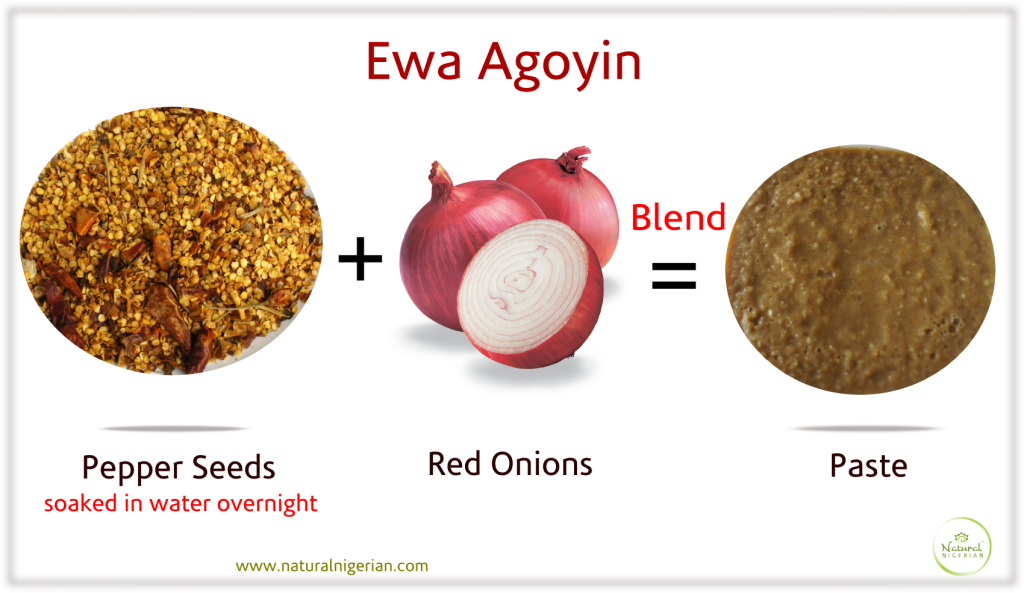 Ewa Agoyin
+
Blend
=
Pepper Seeds
soaked in water overnight
Red Onions
Paste
www.naturalnigerian.com
Natural
NIGERIAN